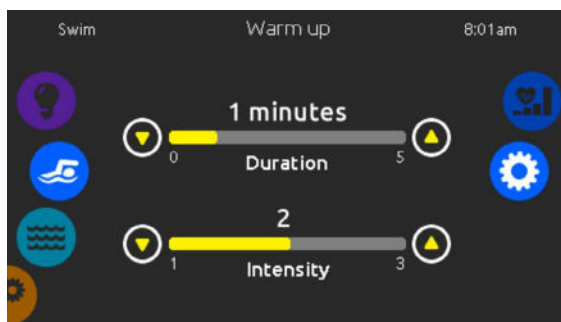 Swim Warm up 8:01am
1 minutes
0 5
Duration
2
1 3
Intensity